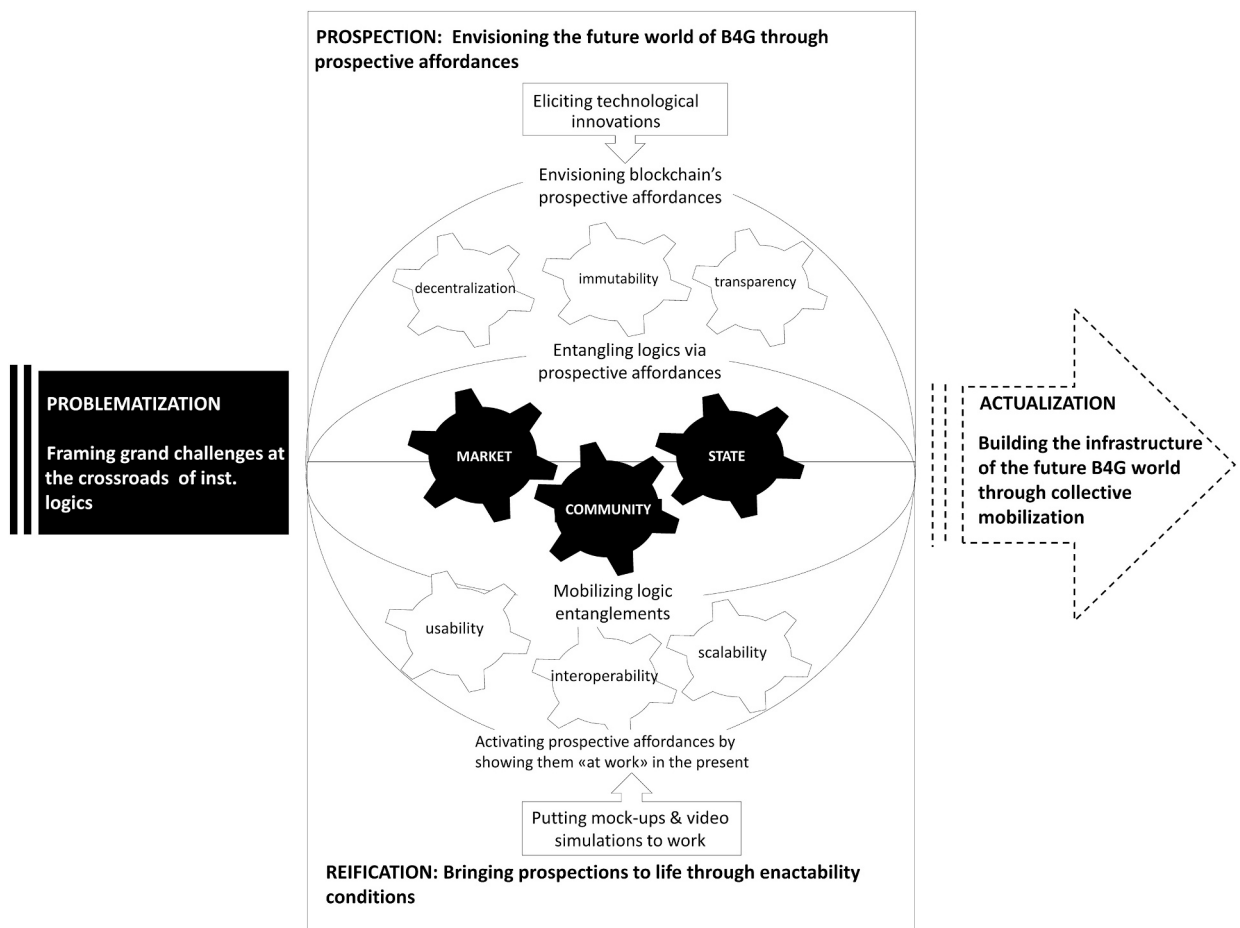 PROSPECTION:  Envisioning the future world of B4G through
prospective affordances
Eliciting technological
innovations
Envisioning blockchain's
prospective affordances
decentralization
immutability
transparency
Entangling logics via
prospective affordances
PROBLEMATIZATION
Framing grand challenges at
the crossroads  of inst.
logics
MARKET
COMMUNITY
STATE
ACTUALIZATION
Building the infrastructure
of the future B4G world
through collective
mobilization
Mobilizing logic
entanglements
usability
interoperability
scalability
Activating prospective affordances by
showing them «at work» in the present
Putting mock-ups & video
simulations to work
REIFICATION: Bringing prospections to life through enactability
conditions